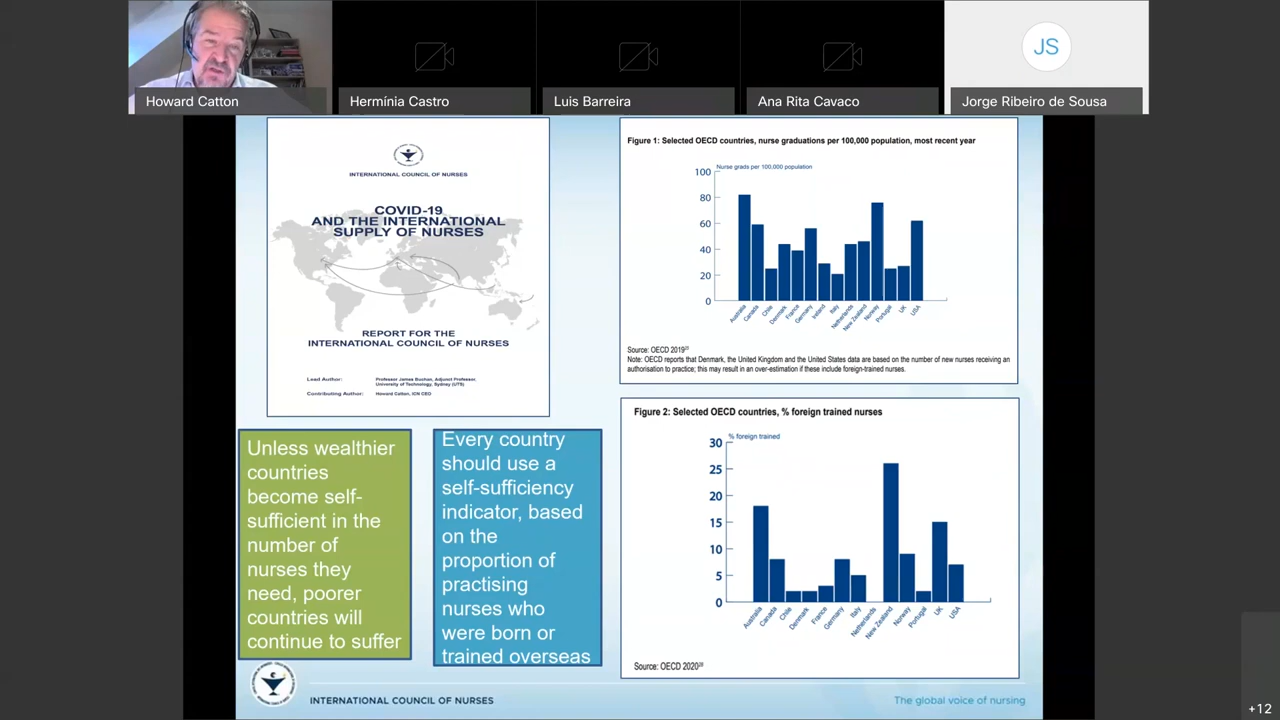 Howard Catton
Hermínia Castro
Luis Barreira
Ana Rita Cavaco
JS
Jorge Ribeiro de Sousa
INTERNATIONAL COUNCIL OF NURSES
COVID-19
AND THE INTERNATIONAL
SUPPLY OF NURSES
REPORT FOR THE
INTERNATIONAL COUNCIL OF NURSES
Lead Author: Professor James Buchan, Adjunct Professor,
University of Technology, Sydney (UTS)
Contributing Author: Howard Catton, ICN CEO
Figure 1: Selected OECD countries, nurse graduations per 100,000 population, most recent year
Nurse grads per 100,000 population
100
80
60
40
20
0
Australia
Canada
Chile
Denmark
France
Germany
Ireland
Italy
Netherlands
New Zealand
Norway
Portugal
UK
USA
Source: OECD 2019
Note: OECD reports that Denmark, the United Kingdom and the United States data are based on the number of new nurses receiving an
authorisation to practice; this may result in an over-estimation if these include foreign-trained nurses.
Unless wealthier
countries
become self-
sufficient in the
number of
nurses they
need, poorer
countries will
continue to suffer
Every country
should use a
self-sufficiency
indicator, based
on the
proportion of
practising
nurses who
were born or
trained overseas
Figure 2: Selected OECD countries, % foreign trained nurses
% foreign trained
30
25
20
15
10
5
0
Australia
Canada
Chile
Denmark
France
Germany
Italy
Netherlands
New Zealand
Norway
Portugal
UK
USA
Source: OECD 2020
INTERNATIONAL COUNCIL OF NURSES
The global voice of nursing
+12